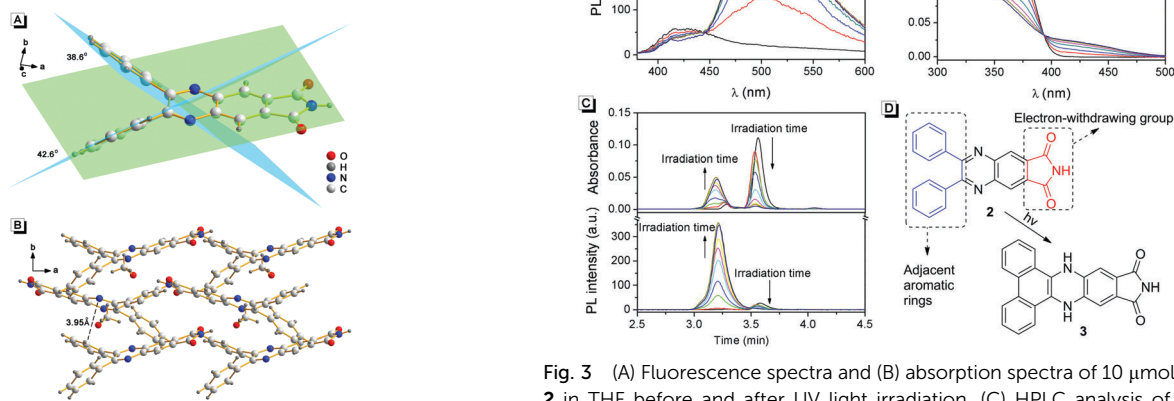 A
b
a
c
38.6°
42.6°
O
H
N
C
B
b
a
3.95Å
PL
100
0
400
450
500
550
600
λ (nm)
0.05
0.00
300
350
400
450
500
λ (nm)
C
Absorbance
0.15
0.10
0.05
0.00
Irradiation time
Irradiation time
PL intensity (a.u.)
300
200
100
0
Irradiation time
Irradiation time
2.5
3.0
3.5
4.0
4.5
Time (min)
D
Electron-withdrawing group
N
N
O
NH
O
2
hν
Adjacent
aromatic
rings
H
N
N
H
O
NH
O
3
Fig. 3 (A) Fluorescence spectra and (B) absorption spectra of 10 μmol
2 in THF before and after UV light irradiation. (C) HPLC analysis of